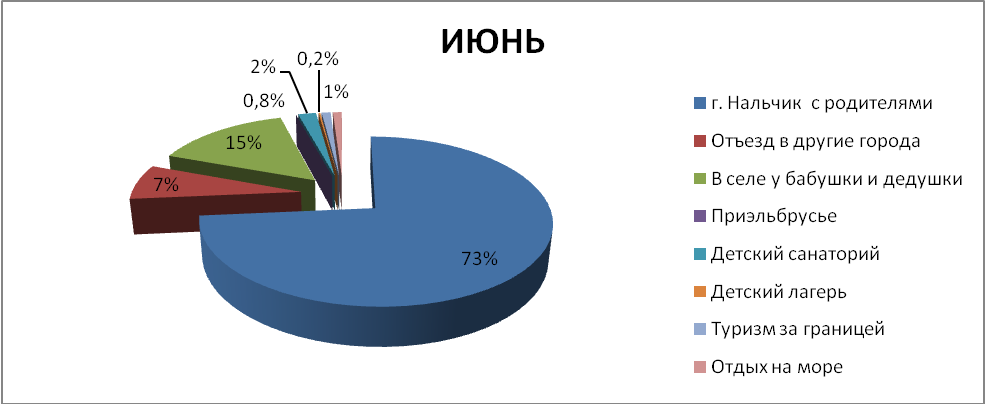 ИЮНЬ
0,2%
2%
1%
0,8%
15%
7%
73%
г. Нальчик с родителями
Отъезд в другие города
В селе у бабушки и дедушки
Приэльбрусье
Детский санаторий
Детский лагерь
Туризм за границей
Отдых на море